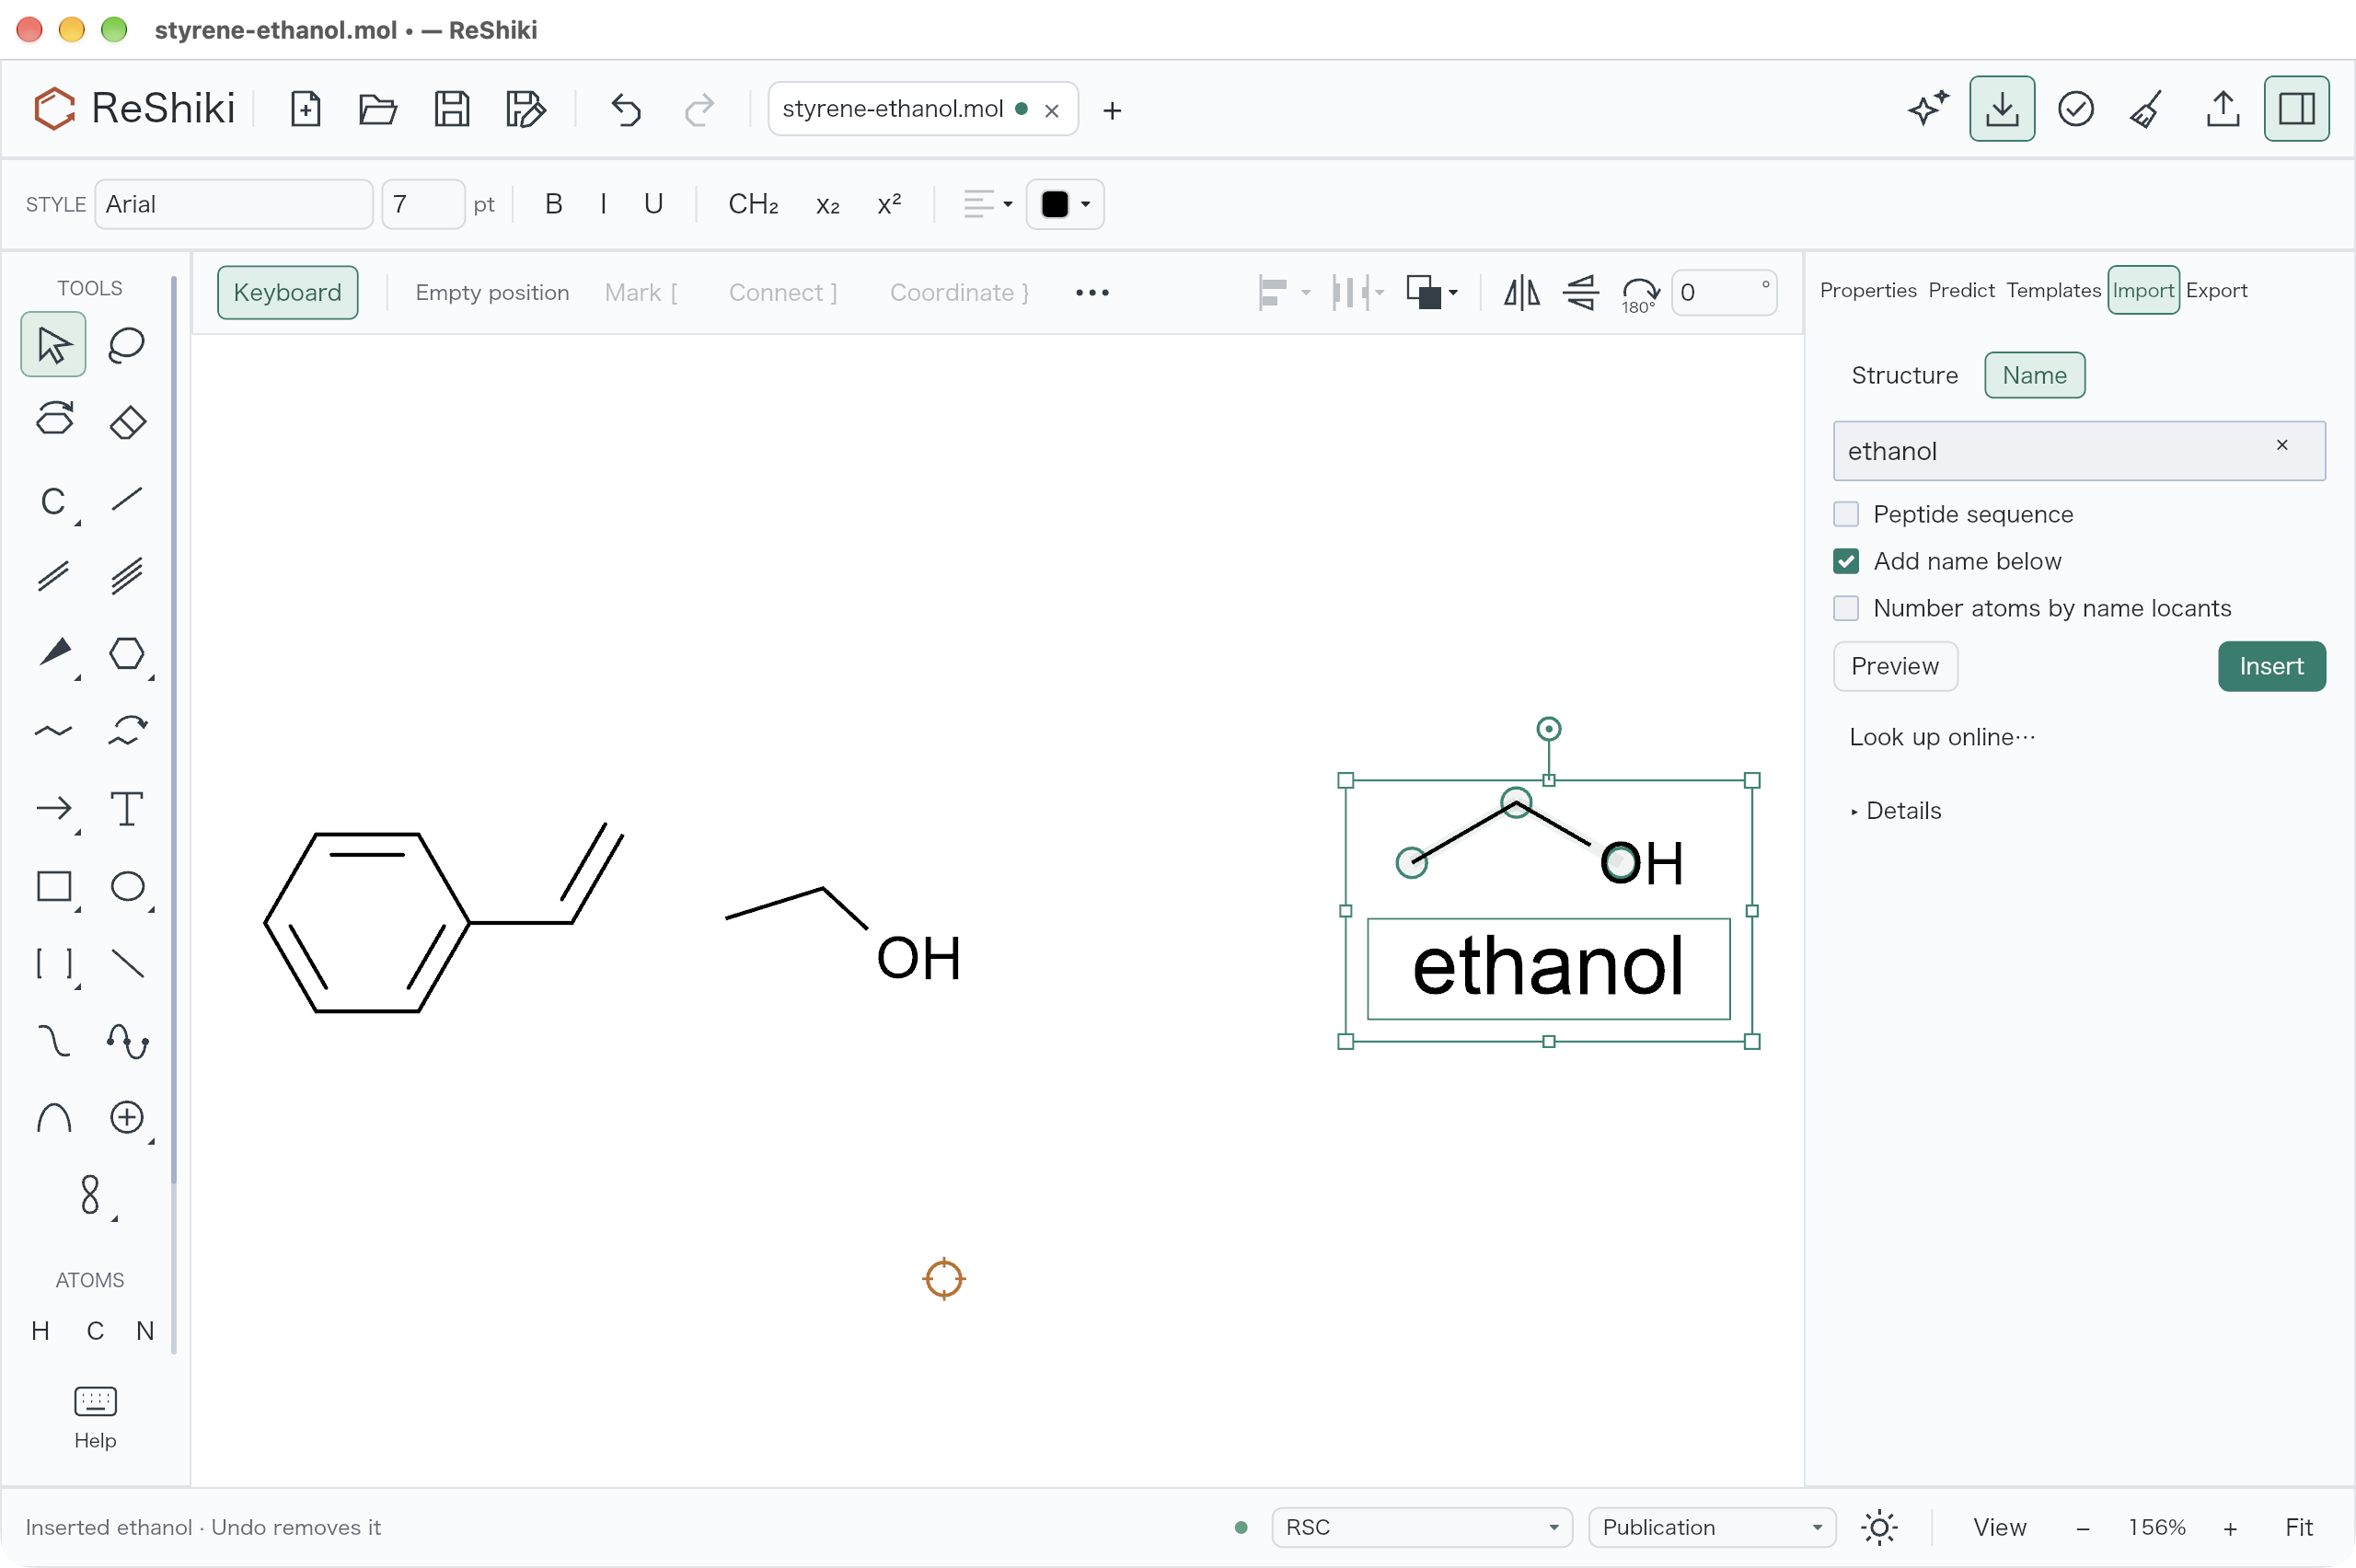 styrene-ethanol.mol • — ReShiki
ReShiki
styrene-ethanol.mol
STYLE Arial 7 pt B I U CH₂ x₂ x²
TOOLS
Keyboard Empty position Mark [ Connect ] Coordinate } 180° 0 °
Properties Predict Templates Import Export
Structure Name
ethanol
Peptide sequence
Add name below
Number atoms by name locants
Preview Insert
Look up online…
Details
C
T
OH
OH
ethanol
ATOMS
H C N
Help
Inserted ethanol · Undo removes it
RSC Publication View − 156% + Fit